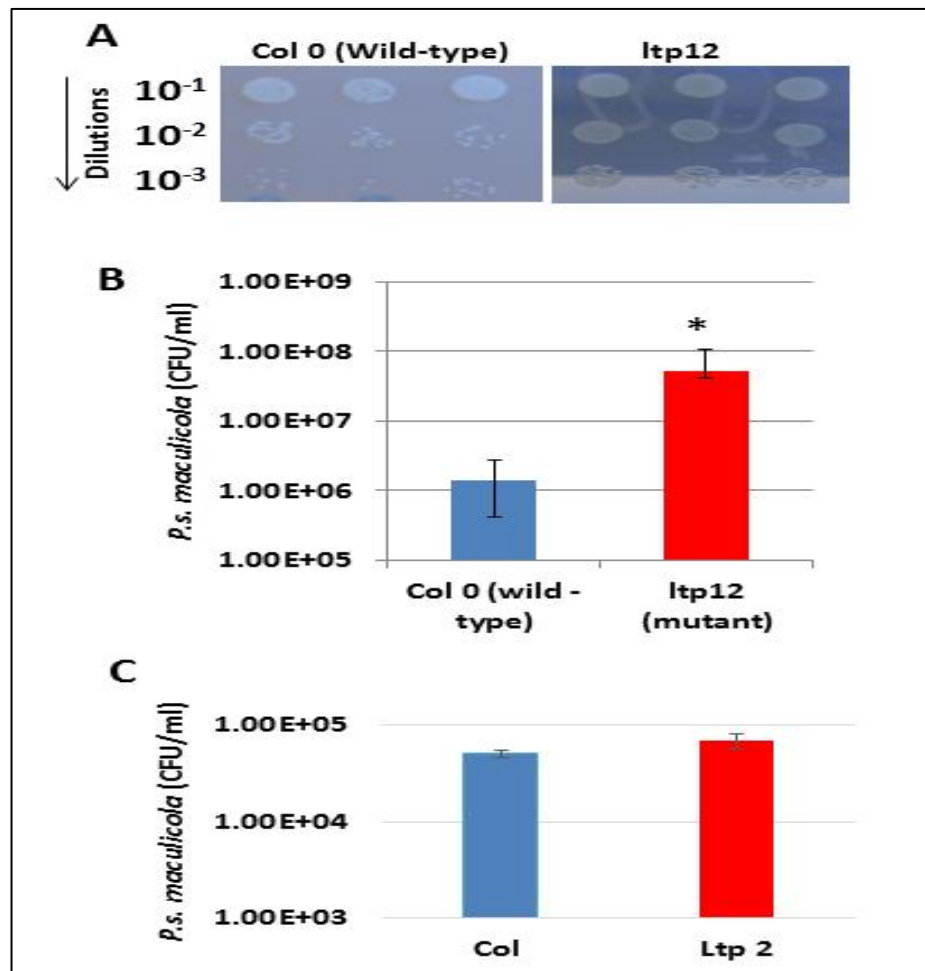 A
Col 0 (Wild-type) ltp12
Dilutions
10⁻¹
10⁻²
10⁻³
B
P.s. maculicola (CFU/ml)
1.00E+09
1.00E+08
1.00E+07
1.00E+06
1.00E+05
*
Col 0 (wild -
type)
ltp12
(mutant)
C
P.s. maculicola (CFU/ml)
1.00E+05
1.00E+04
1.00E+03
Col Ltp 2